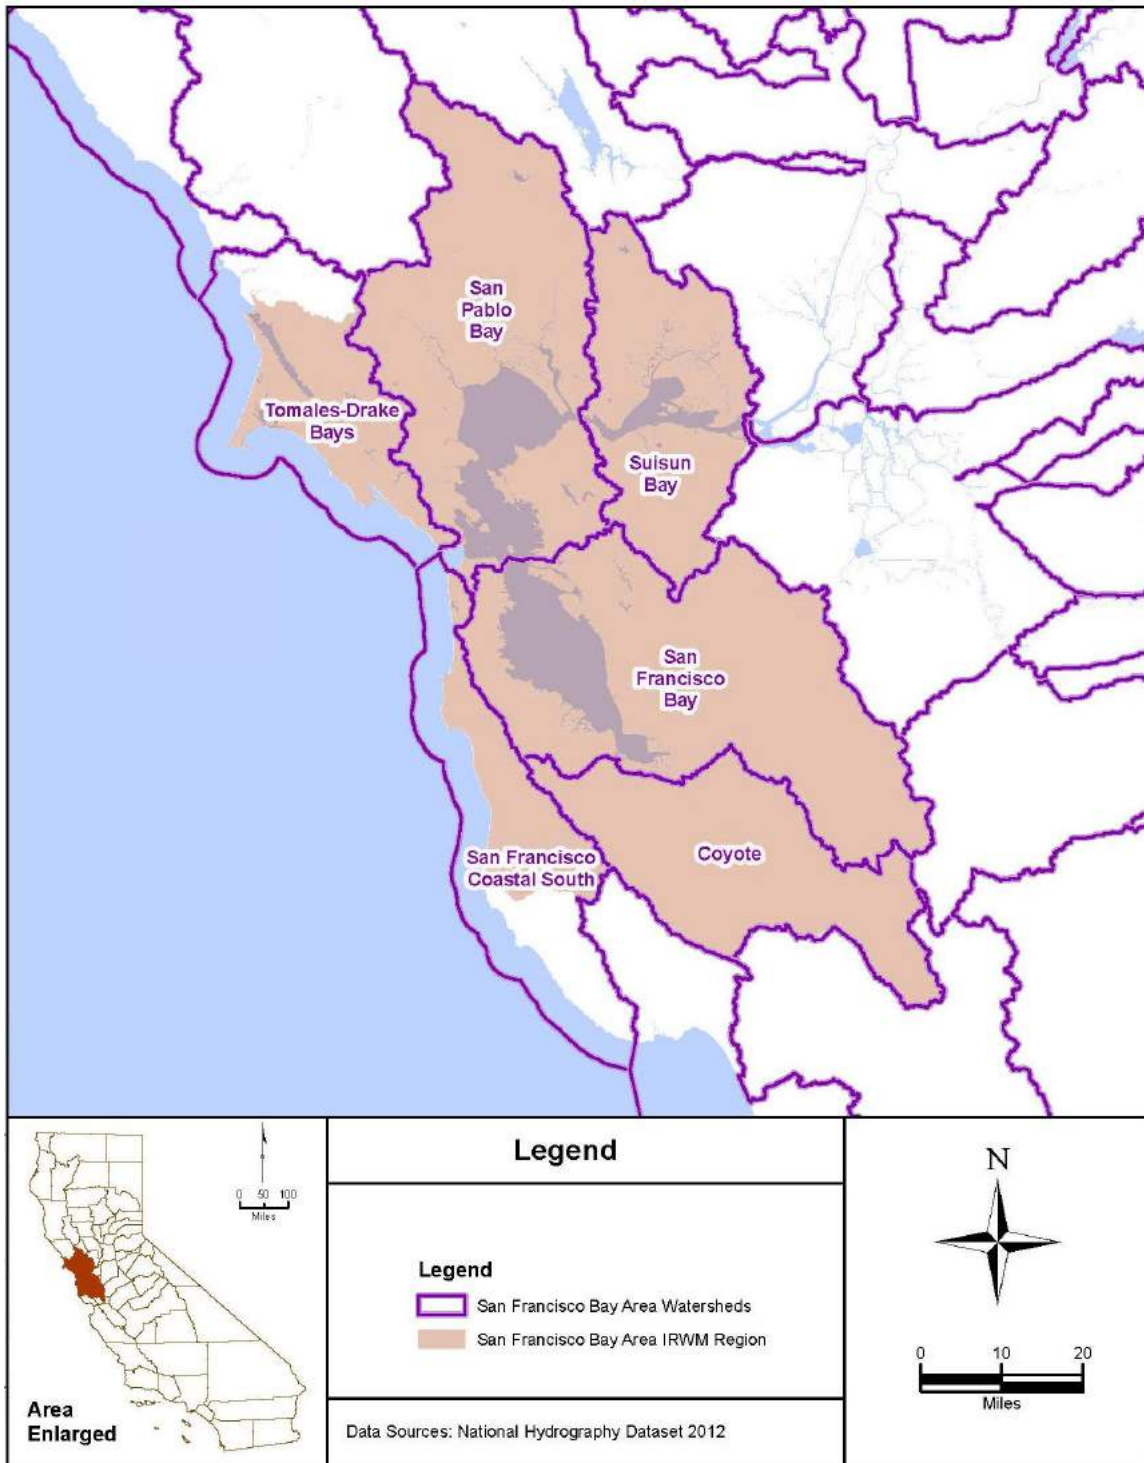 San
Pablo
Bay
Tomales-Drake
Bays
Suisun
Bay
San
Francisco
Bay
San Francisco
Coastal South
Coyote
0 50 100
Miles
Area
Enlarged
Legend
Legend
San Francisco Bay Area Watersheds
San Francisco Bay Area IRWM Region
Data Sources: National Hydrography Dataset 2012
N
0 10 20
Miles